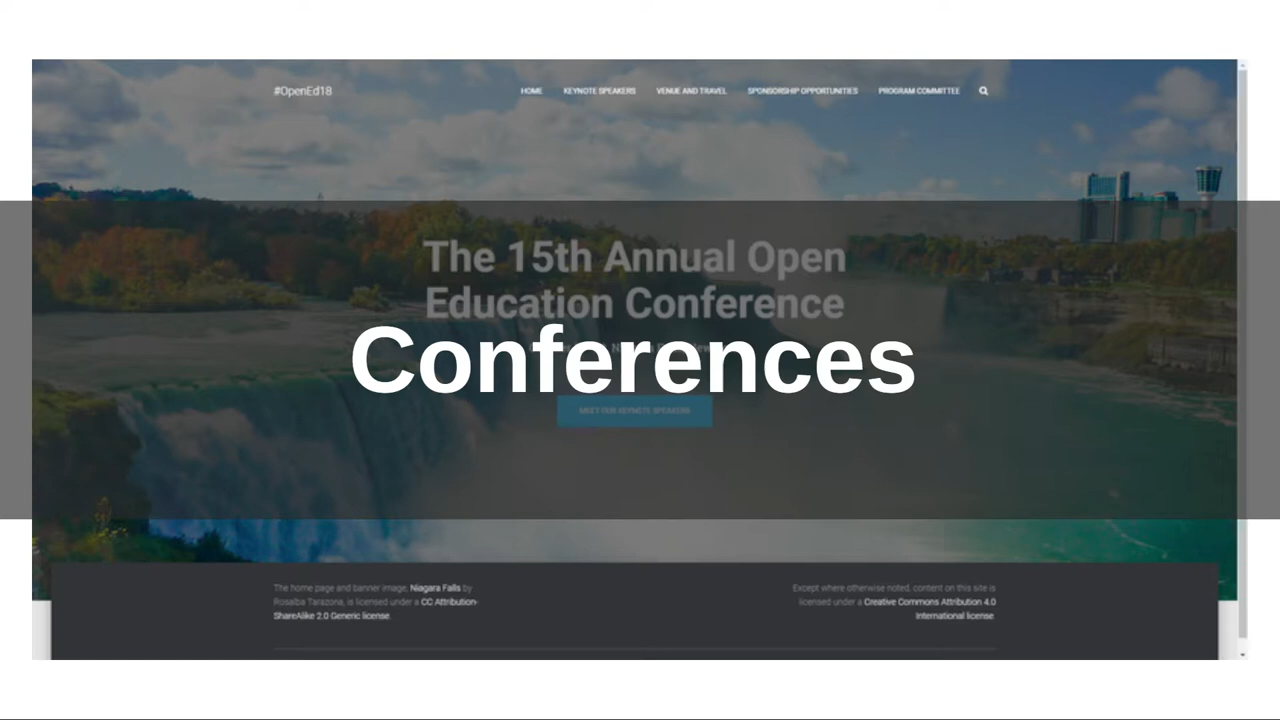 #OpenEd18
HOME KEYNOTE SPEAKERS VENUE AND TRAVEL SPONSORSHIP OPPORTUNITIES PROGRAM COMMITTEE
The 15th Annual Open
Education Conference
Conferences
MEET OUR KEYNOTE SPEAKERS
The home page and banner image, Niagara Falls by
Rosalba Tarazona, is licensed under a CC Attribution-
ShareAlike 2.0 Generic license.
Except where otherwise noted, content on this site is
licensed under a Creative Commons Attribution 4.0
International license.